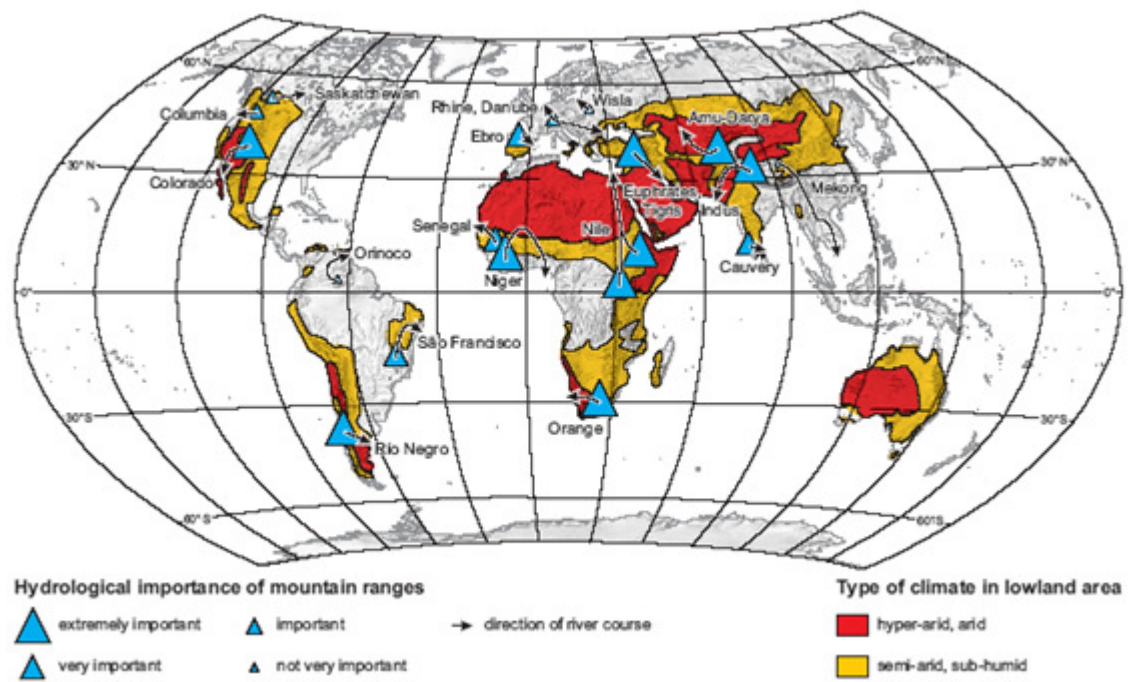 60° N
60° N
Saskatchewan
Columbia
Rhine, Danube
Wisla
Amu-Darya
Ebro
30° N
30° N
Colorado
Mekong
Euphrates,
Tigris
Indus
Senegal
Nile
Orinoco
Niger
Cauvery
0°
0°
São Francisco
30°S
30°S
Orange
Rio Negro
60° S
60°S
Hydrological importance of mountain ranges
extremely important
important
direction of river course
very important
not very important
Type of climate in lowland area
hyper-arid, arid
semi-arid, sub-humid